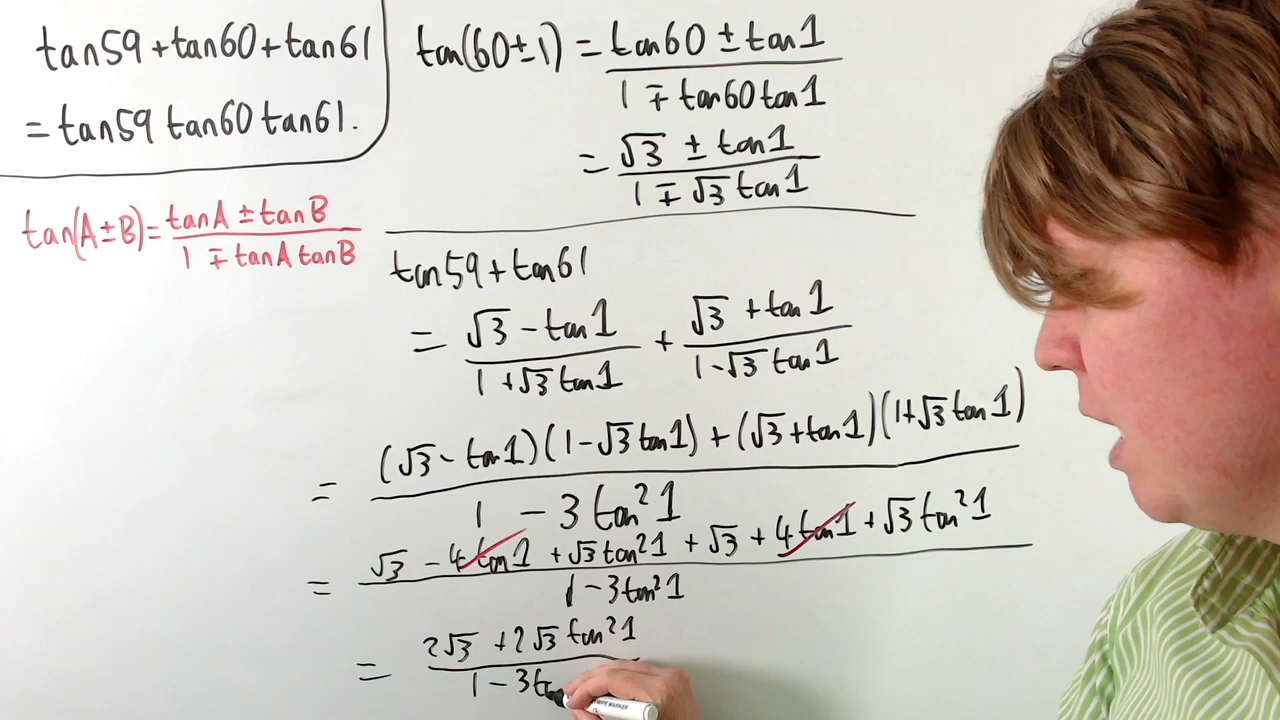 tan59 + tan60 + tan61
= tan59 tan60 tan61.
tan(A±B) = tanA ± tanB
1 ∓ tanA tanB
tan(60±1) = tan60 ± tan1
1 ∓ tan60 tan1
= √3 ± tan1
1 ∓ √3 tan1
tan59 + tan61
= √3 - tan1 + √3 + tan1
1 + √3 tan1 1 - √3 tan1
= (√3 - tan1)(1 - √3 tan1) + (√3 + tan1)(1 + √3 tan1)
1 - 3 tan²1
= √3 - 4 tan1 + √3 tan²1 + √3 + 4 tan1 + √3 tan²1
1 - 3 tan²1
= 2√3 + 2√3 tan²1
1 - 3 t